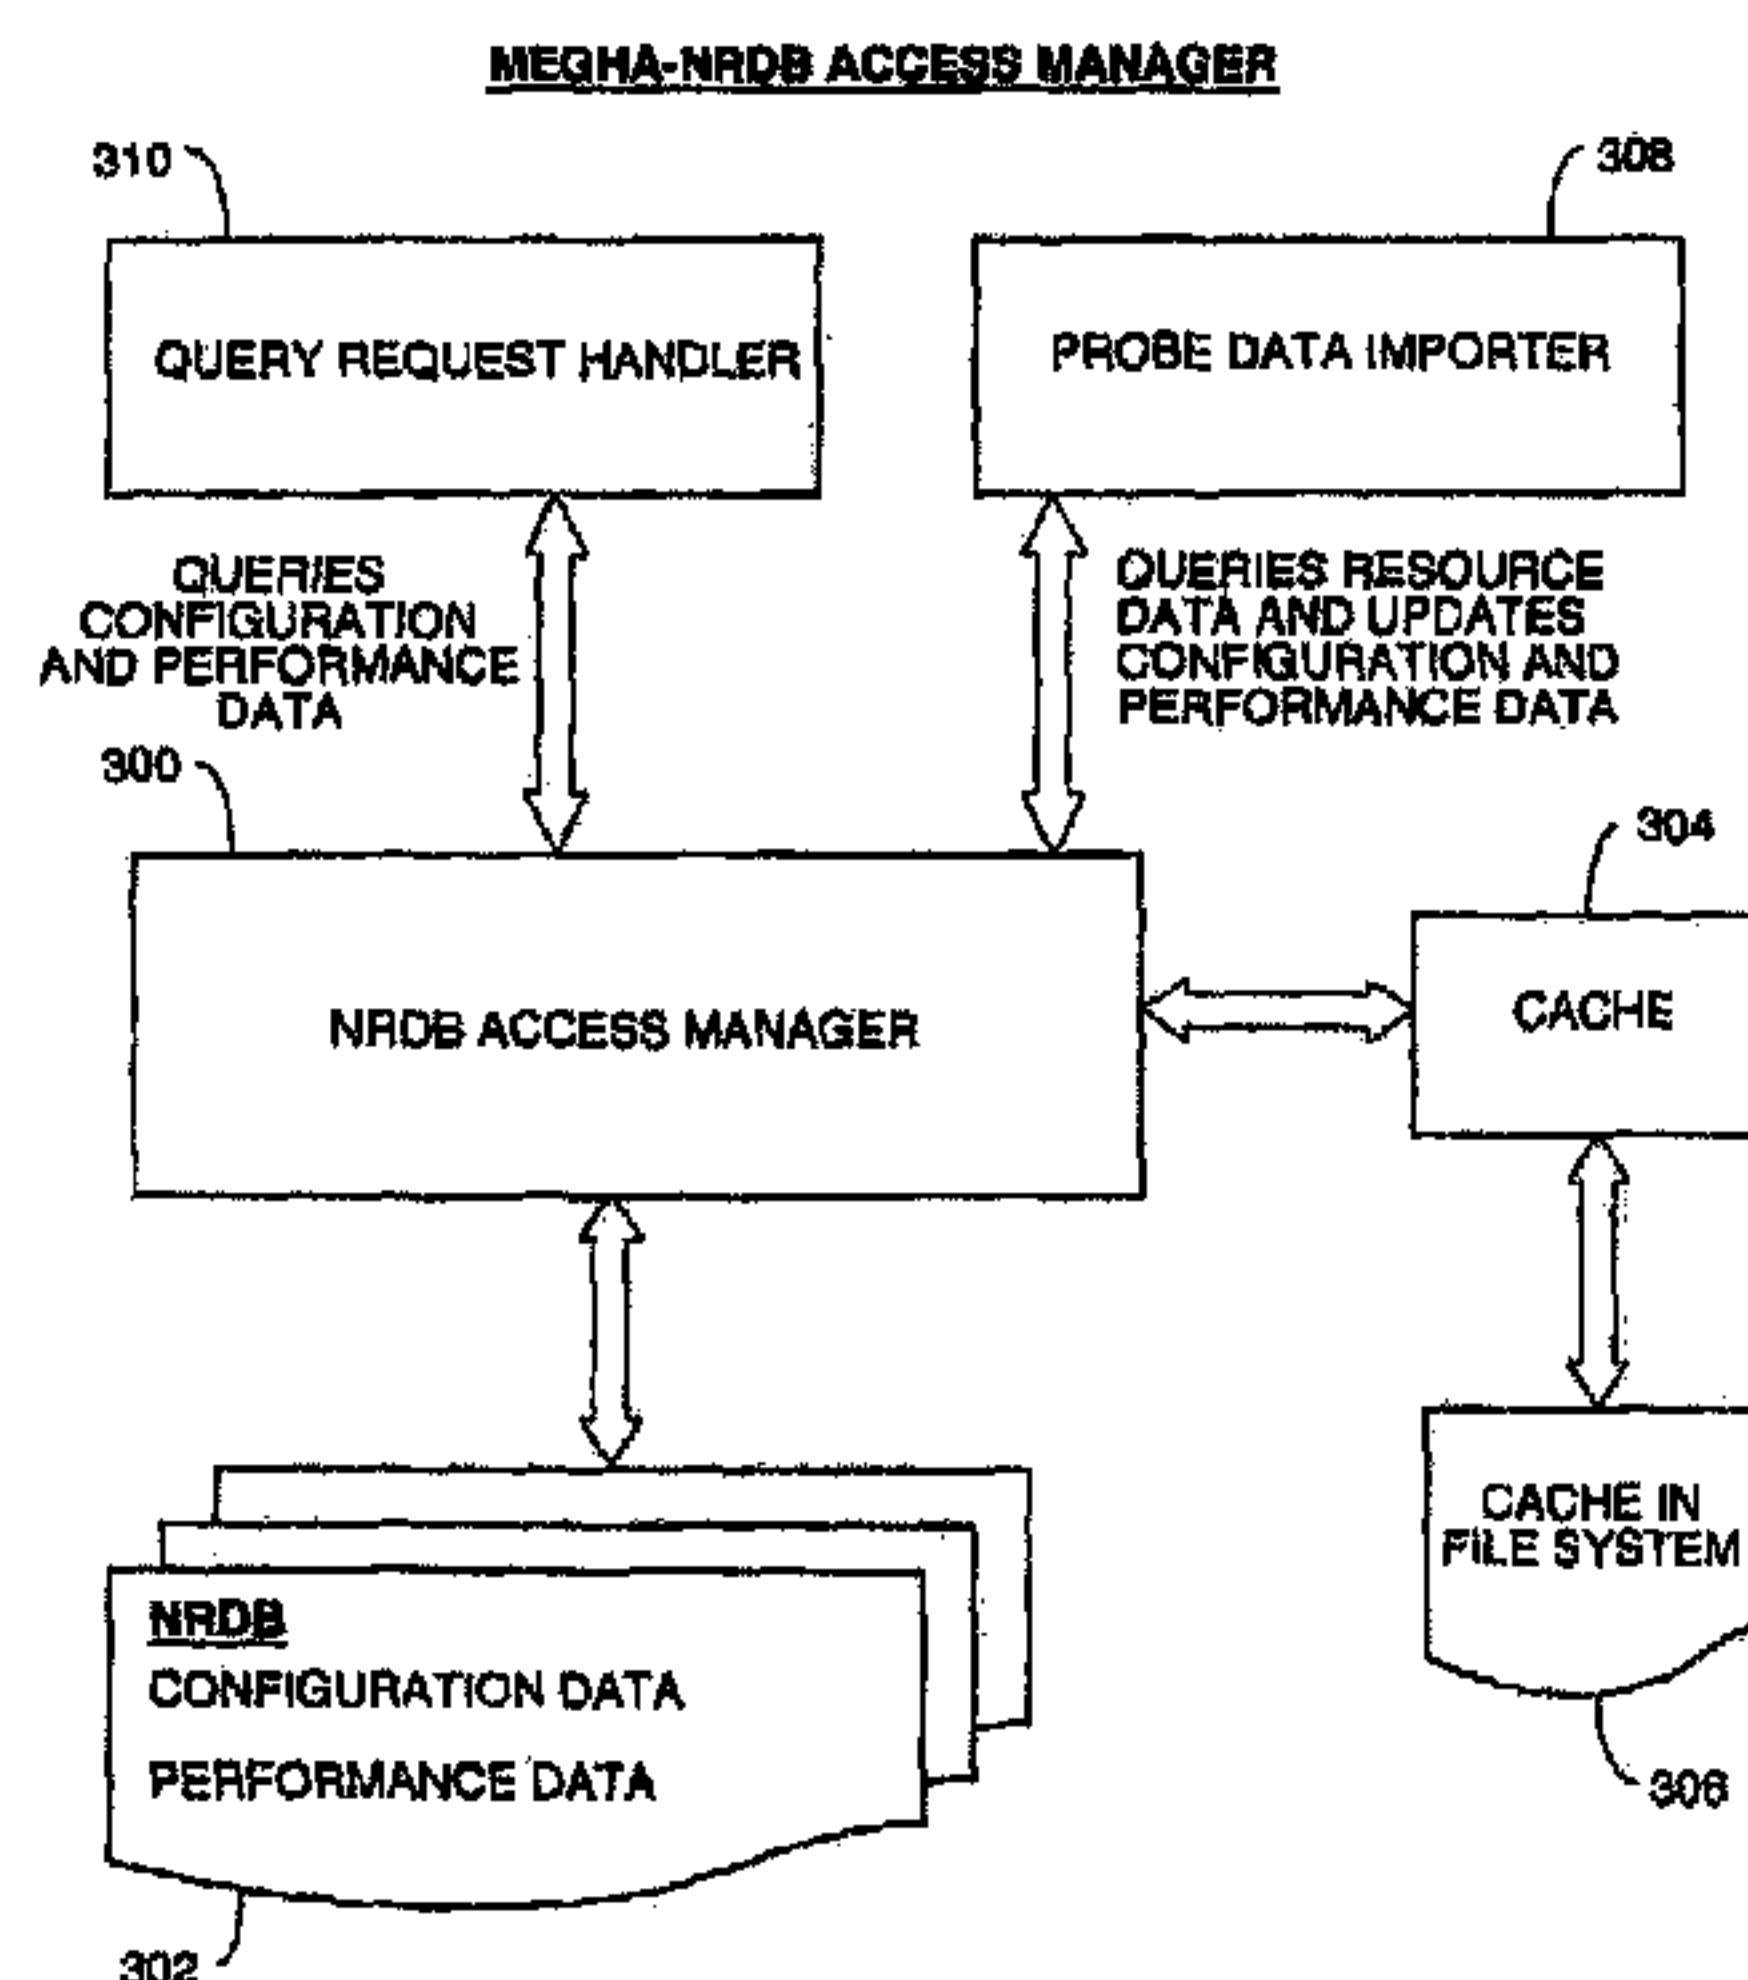 MEGHA-NRDB ACCESS MANAGER
310
308
QUERY REQUEST HANDLER
PROBE DATA IMPORTER
QUERIES
CONFIGURATION
AND PERFORMANCE
DATA
QUERIES RESOURCE
DATA AND UPDATES
CONFIGURATION AND
PERFORMANCE DATA
300
304
NRDB ACCESS MANAGER
CACHE
CACHE IN
FILE SYSTEM
NRDB
CONFIGURATION DATA
PERFORMANCE DATA
306
302